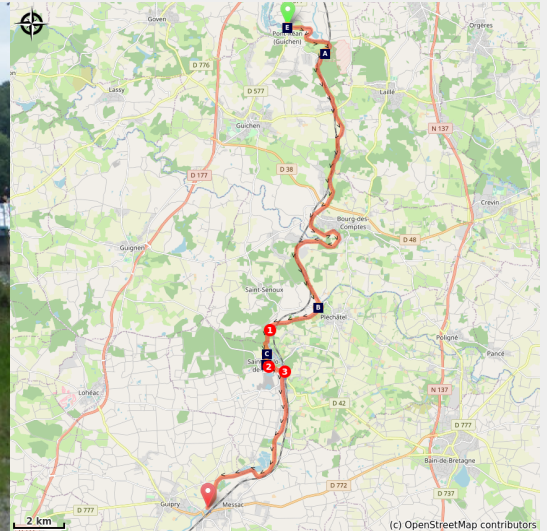 Goven
Orgères
E
Pont-Réan
(Guichen)
A
D 776
Lassy
D 577
Laillé
Guichen
N 137
D 38
D 177
Crevin
Bourg-des
Comptes
D 48
Guignen
Saint-Senoux
B
Pléchâtel
1
Poligné
C
Pancé
2
3
Lohéac
N 137
D 42
D 777
Bain-de-Bretagne
D 737
D 772
Guipry
Messac
D 777
2 km
(c) OpenStreetMap contributors